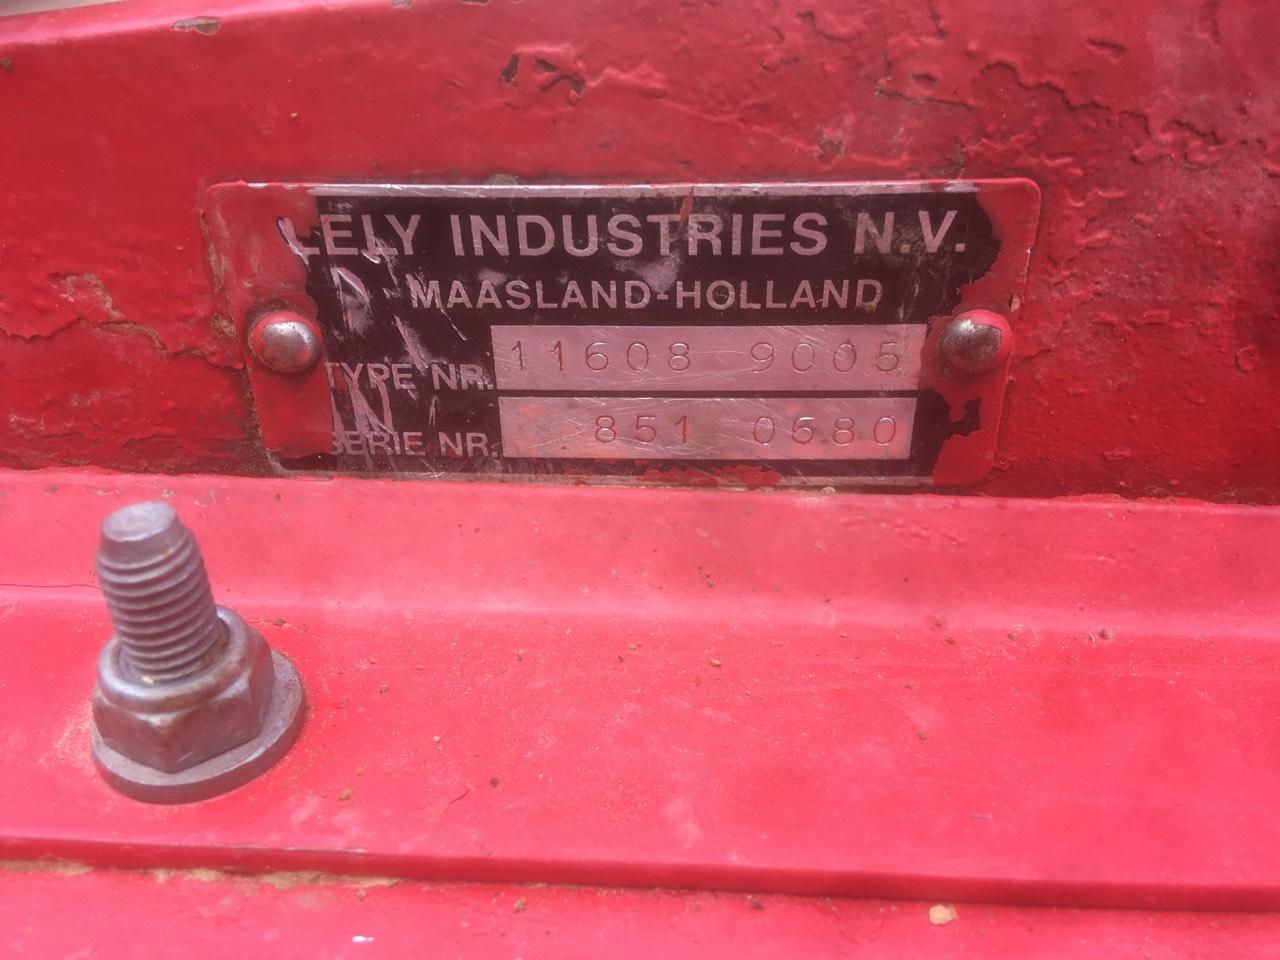 LELY INDUSTRIES N.V.
MAASLAND-HOLLAND
TYPE NR. 11608 9005
SERIE NR. 851 0680